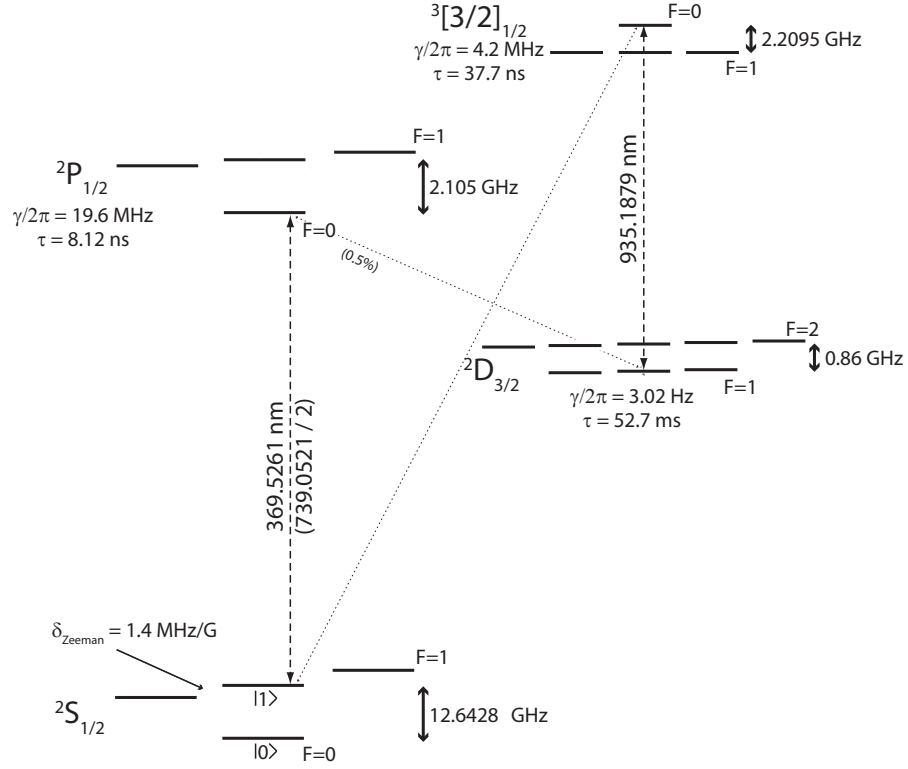 ³[3/2]₁/₂
F=0
2.2095 GHz
γ/2π = 4.2 MHz
τ = 37.7 ns
F=1
F=1
²P₁/₂
2.105 GHz
γ/2π = 19.6 MHz
τ = 8.12 ns
F=0
(0.5%)
935.1879 nm
F=2
²D₃/₂
0.86 GHz
F=1
γ/2π = 3.02 Hz
τ = 52.7 ms
369.5261 nm
(739.0521 / 2)
δZeeman = 1.4 MHz/G
F=1
|1>
²S₁/₂
12.6428 GHz
|0>
F=0